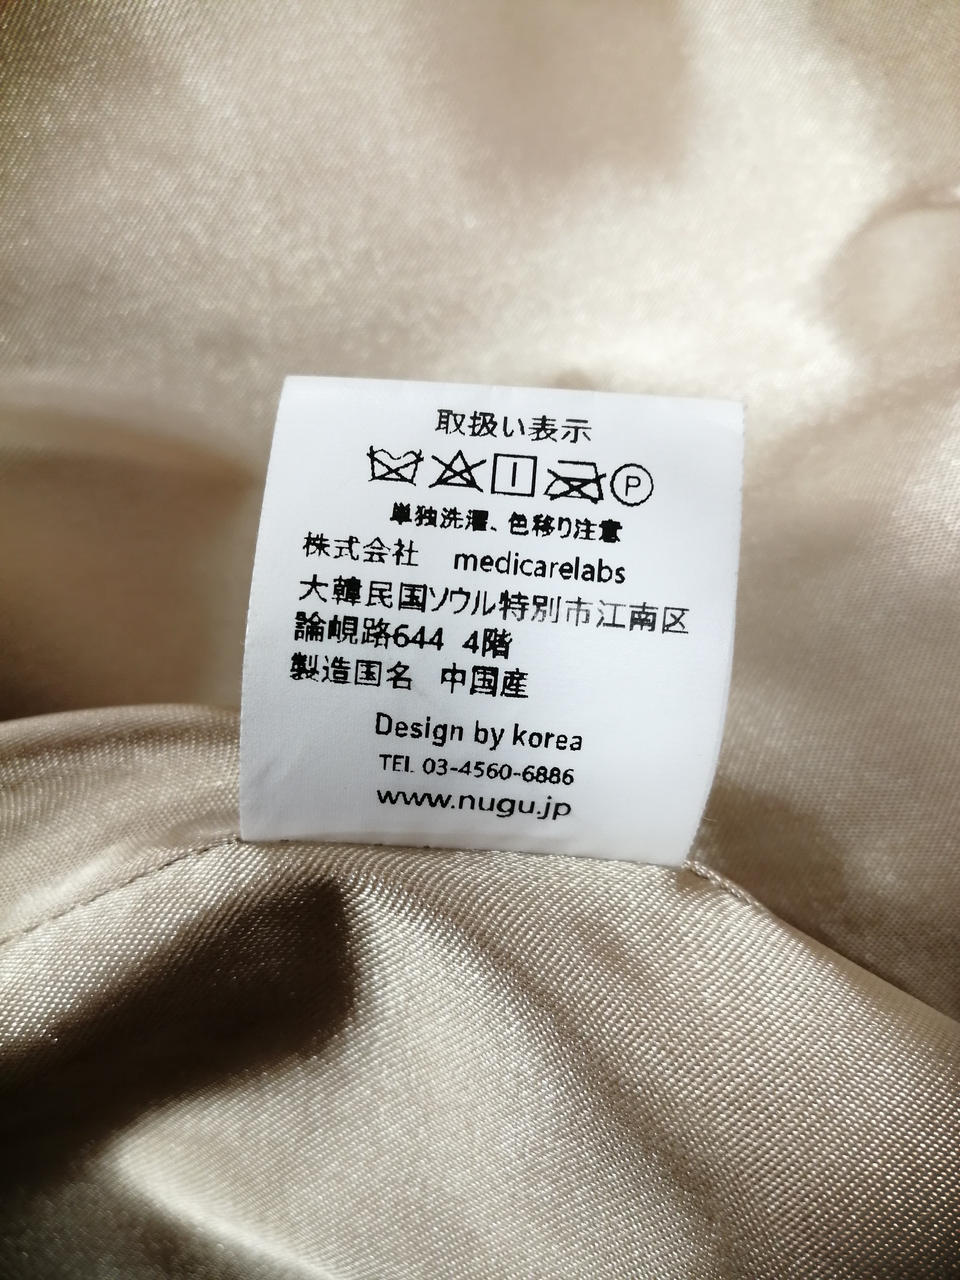 取扱い表示
P
単独洗濯、色移り注意
株式会社 medicarelabs
大韓民国ソウル特別市江南区
論峴路644 4階
製造国名 中国産
Design by korea
TEL 03-4560-6886
www.nugu.jp